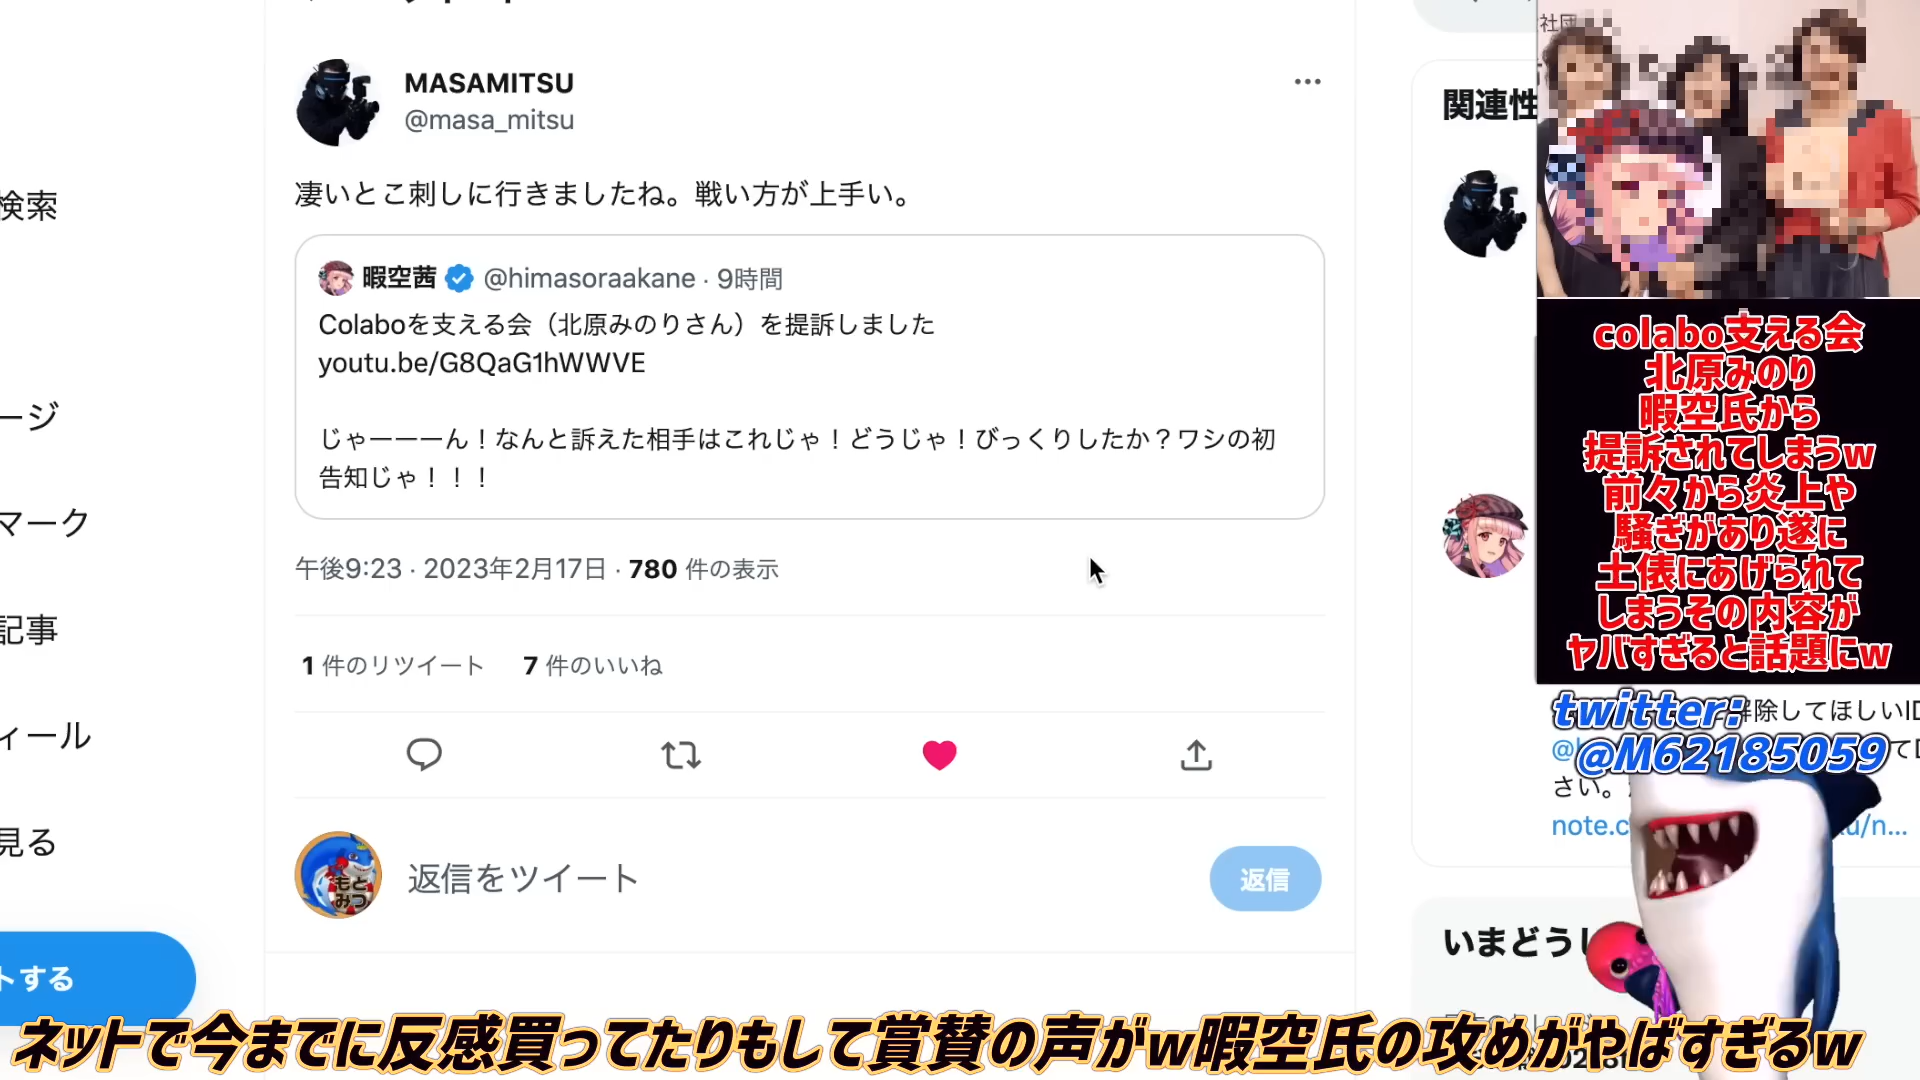 MASAMITSU
@masa_mitsu
凄いとこ刺しに行きましたね。戦い方が上手い。
暇空茜 @himasoraakane · 9時間
Colaboを支える会（北原みのりさん）を提訴しました
youtu.be/G8QaG1hWWVE
じゃーーーん！なんと訴えた相手はこれじゃ！どうじゃ！びっくりしたか？ワシの初
告知じゃ！！！
午後9:23 · 2023年2月17日 · 780 件の表示
1 件のリツイート 7 件のいいね
もと
みつ
返信をツイート
返信
検索
ージ
マーク
記事
ィール
見る
トする
関連性
社団
colabo支える会
北原みのり
暇空氏から
提訴されてしまうw
前々から炎上や
騒ぎがあり遂に
土俵にあげられて
しまうその内容が
ヤバすぎると話題にw
twitter:
解除してほしいID
@M62185059
さい。
note.c
u/n...
いまどうし
ネットで今までに反感買ってたりもして賞賛の声がw暇空氏の攻めがやばすぎるw